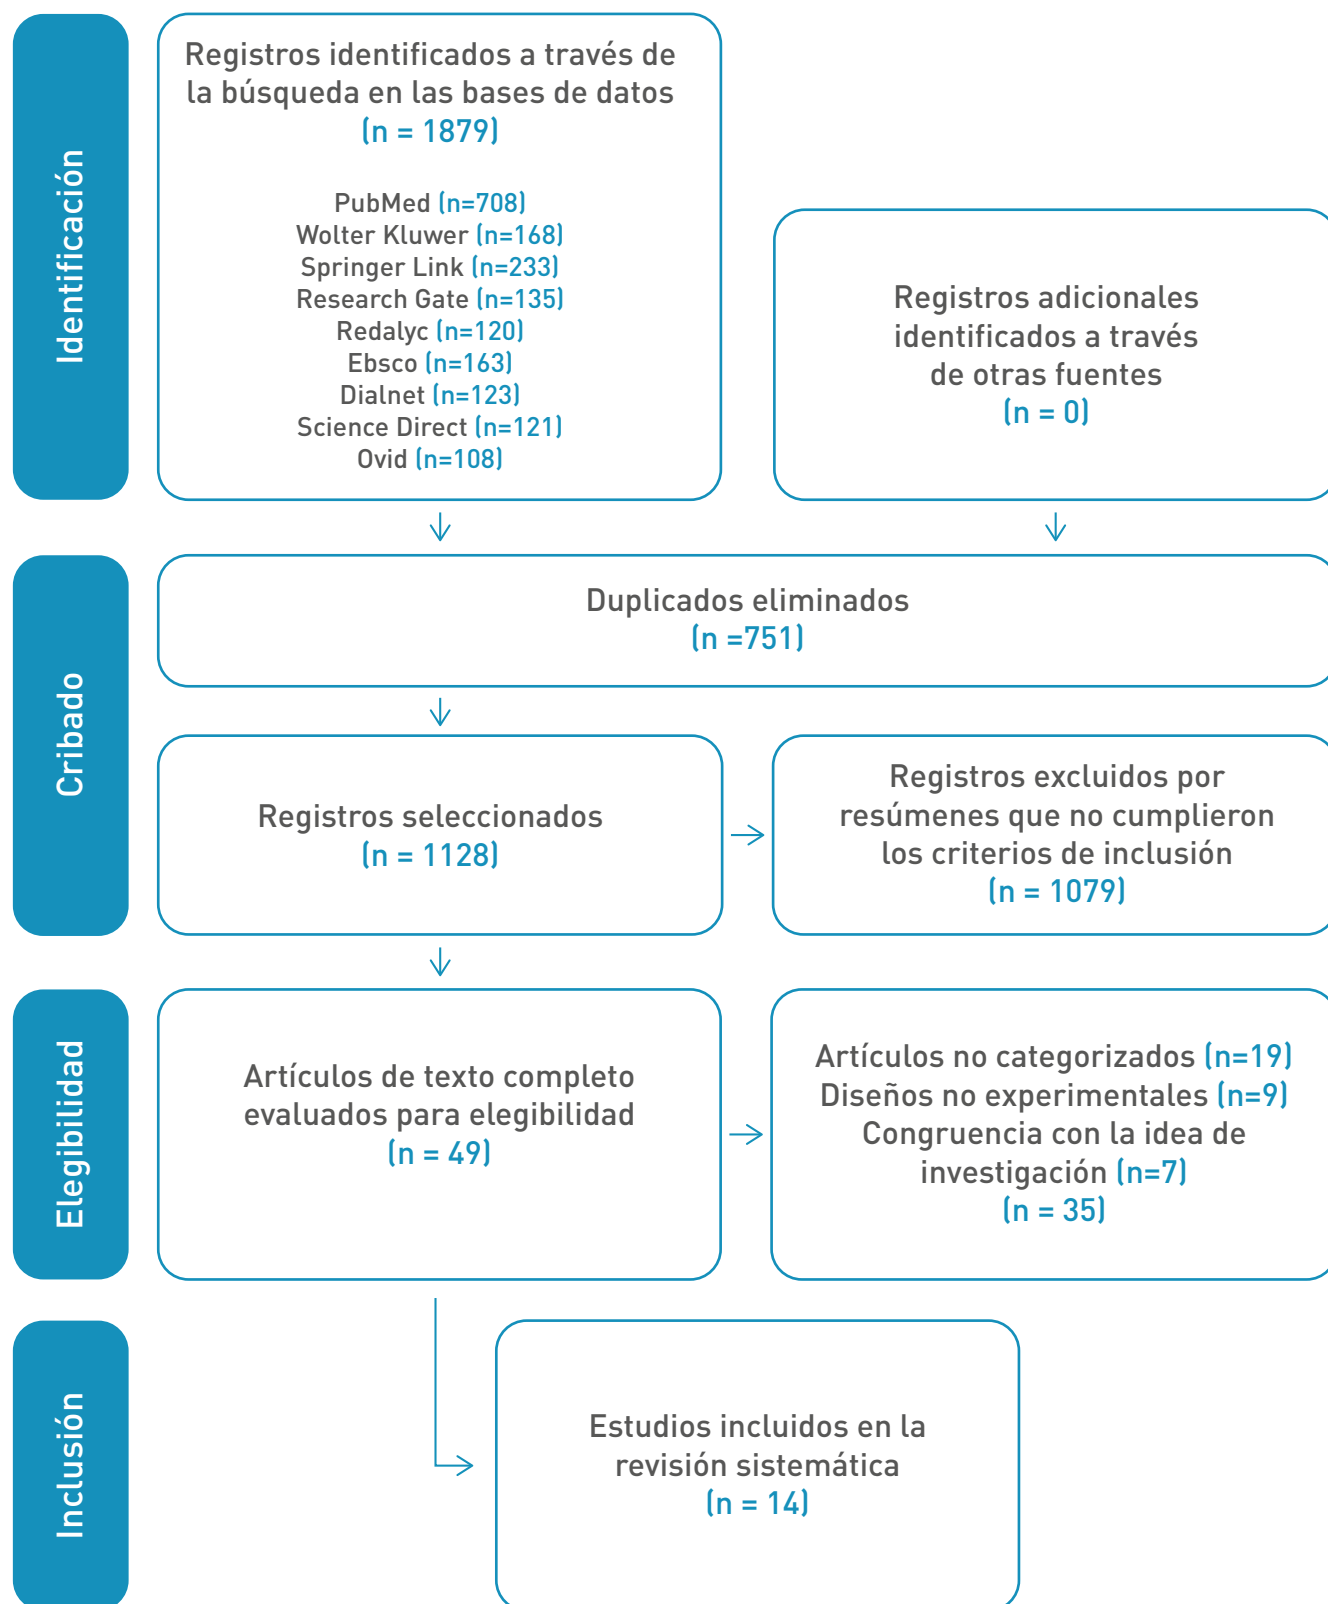 Identificación
Registros identificados a través de
la búsqueda en las bases de datos
(n = 1879)
PubMed (n=708)
Wolter Kluwer (n=168)
Springer Link (n=233)
Research Gate (n=135)
Redalyc (n=120)
Ebsco (n=163)
Dialnet (n=123)
Science Direct (n=121)
Ovid (n=108)
Registros adicionales
identificados a través
de otras fuentes
(n = 0)
Cribado
Duplicados eliminados
(n =751)
Registros seleccionados
(n = 1128)
Registros excluidos por
resúmenes que no cumplieron
los criterios de inclusión
(n = 1079)
Elegibilidad
Artículos de texto completo
evaluados para elegibilidad
(n = 49)
Artículos no categorizados (n=19)
Diseños no experimentales (n=9)
Congruencia con la idea de
investigación (n=7)
(n = 35)
Inclusión
Estudios incluidos en la
revisión sistemática
(n = 14)